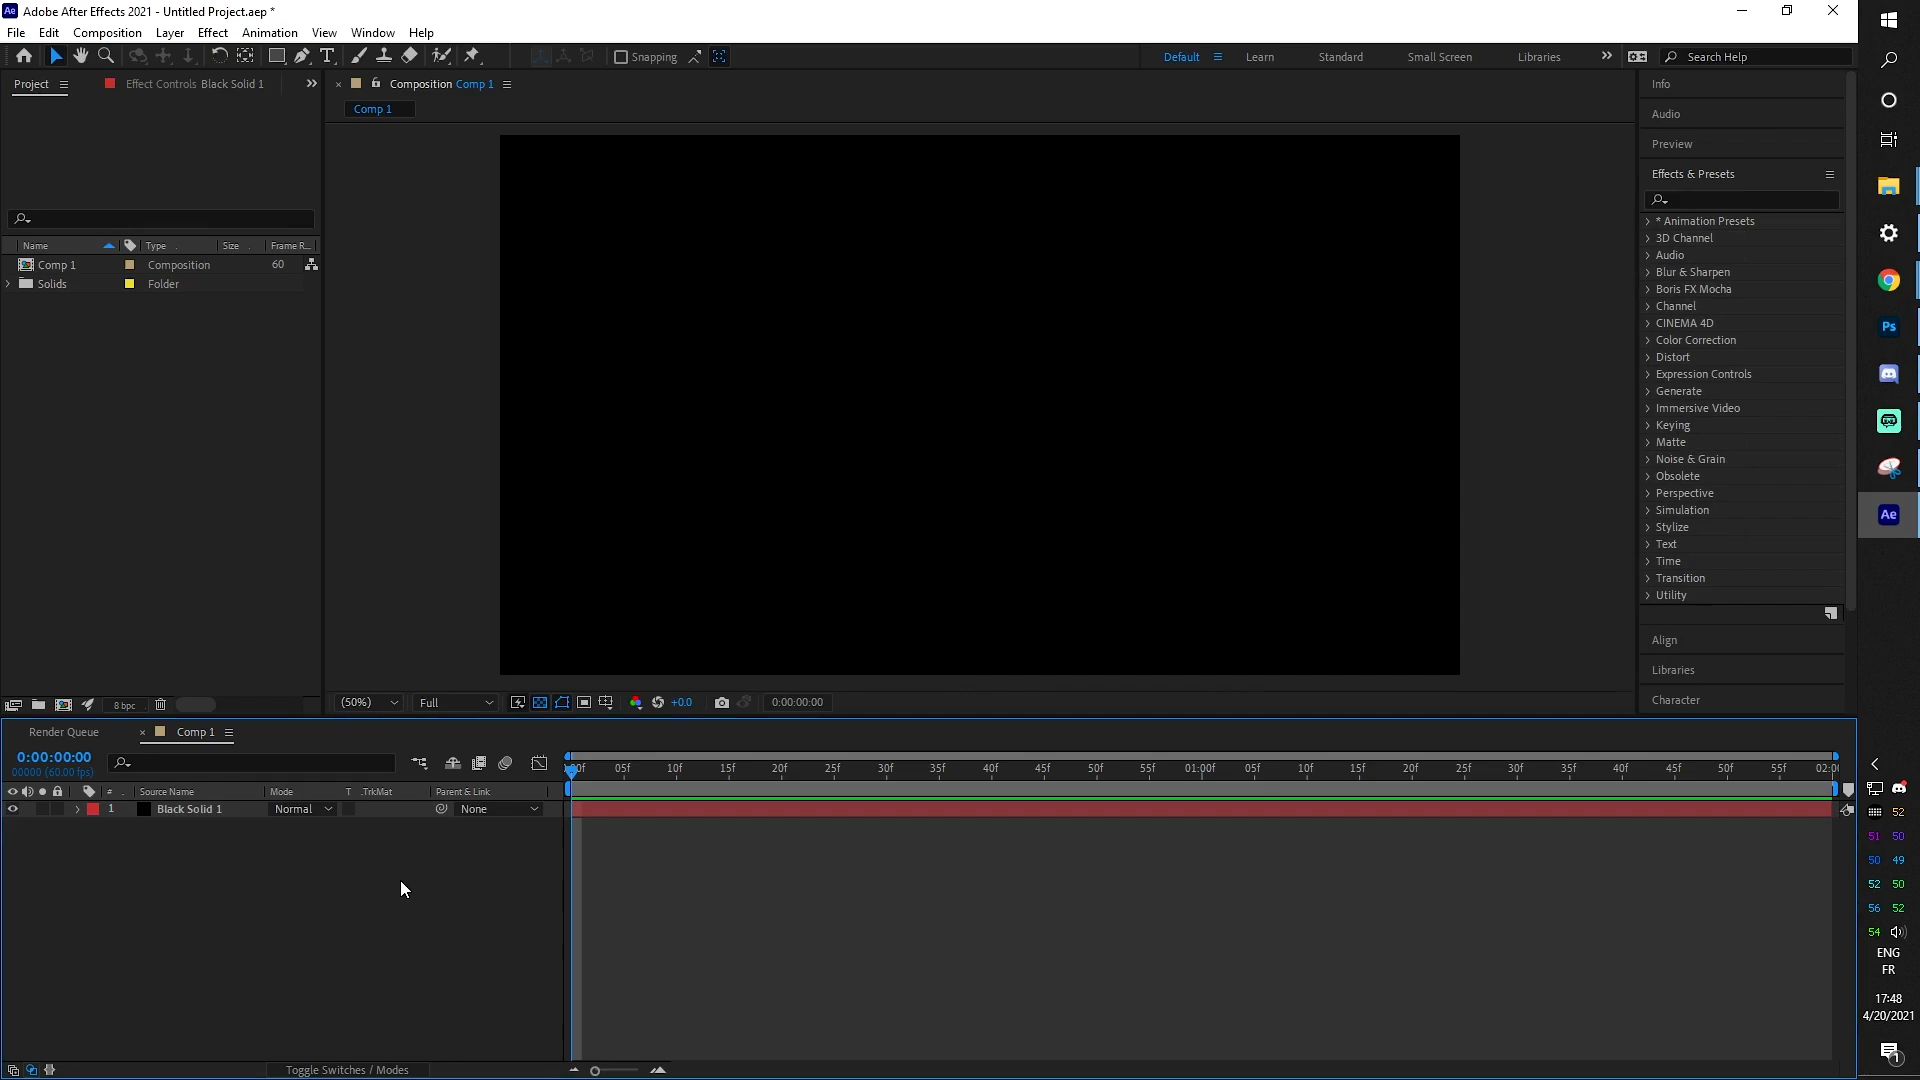 Ae Adobe After Effects 2021 - Untitled Project.aep *
File Edit Composition Layer Effect Animation View Window Help
Snapping Default Learn Standard Small Screen Libraries Search Help
Project Effect Controls Black Solid 1
Composition Comp 1
Comp 1
Name Type Size Frame R...
Comp 1 Composition 60
Solids Folder
8 bpc
(50%) Full +0.0 0:00:00:00
Info
Audio
Preview
Effects & Presets
* Animation Presets
3D Channel
Audio
Blur & Sharpen
Boris FX Mocha
Channel
CINEMA 4D
Color Correction
Distort
Expression Controls
Generate
Immersive Video
Keying
Matte
Noise & Grain
Obsolete
Perspective
Simulation
Stylize
Text
Time
Transition
Utility
Align
Libraries
Character
Render Queue Comp 1
0:00:00:00
00000 (60.00 fps)
05f 10f 15f 20f 25f 30f 35f 40f 45f 50f 55f 01:00f 05f 10f 15f 20f 25f 30f 35f 40f 45f 50f 55f
# Source Name Mode T .TrkMat Parent & Link
1 Black Solid 1 Normal None
Toggle Switches / Modes
Ps
Ae
52
51 50
50 49
52 50
56 52
54
ENG
FR
17:48
4/20/2021
1